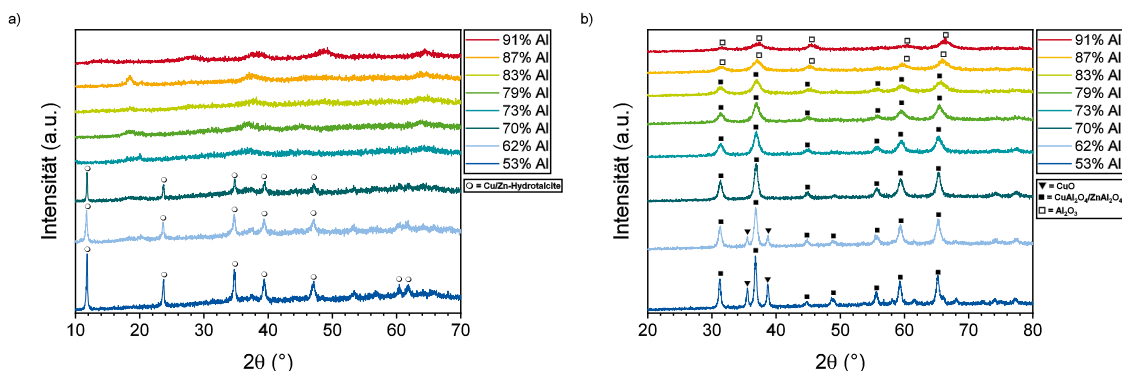 a)
Intensität (a.u.)
91% Al
87% Al
83% Al
79% Al
73% Al
70% Al
62% Al
53% Al
○ = Cu/Zn-Hydrotalcite
10 20 30 40 50 60 70
2θ (°)
b)
Intensität (a.u.)
91% Al
87% Al
83% Al
79% Al
73% Al
70% Al
62% Al
53% Al
▼ = CuO
■ = CuAl₂O₄/ZnAl₂O₄
□ = Al₂O₃
20 30 40 50 60 70 80
2θ (°)